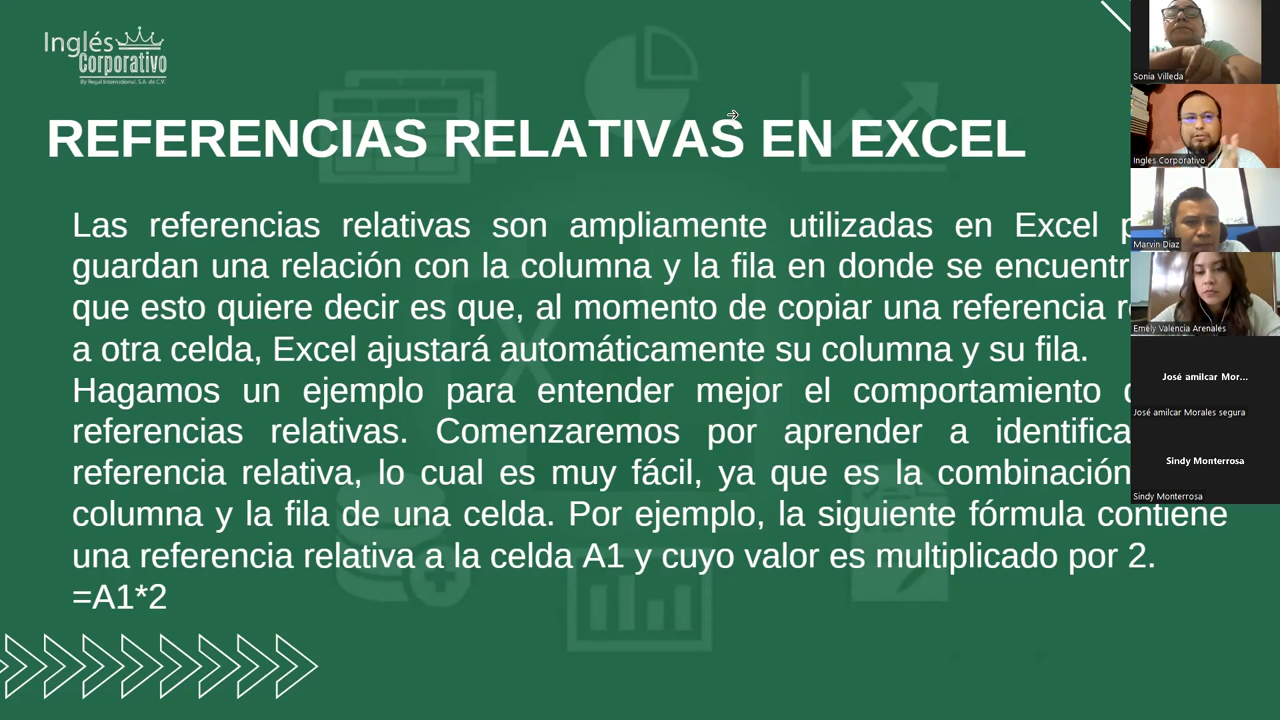 Inglés
Corporativo
By Regal International, S.A. de C.V.
REFERENCIAS RELATIVAS EN EXCEL
Las referencias relativas son ampliamente utilizadas en Excel
guardan una relación con la columna y la fila en donde se
que esto quiere decir es que, al momento de copiar una referencia
a otra celda, Excel ajustará automáticamente su columna y su fila.
Hagamos un ejemplo para entender mejor el comportamiento
referencias relativas. Comenzaremos por aprender a
referencia relativa, lo cual es muy fácil, ya que es la combinación
columna y la fila de una celda. Por ejemplo, la siguiente fórmula contiene
una referencia relativa a la celda A1 y cuyo valor es multiplicado por 2.
=A1*2
Sonia Villeda
Ingles Corporativo
Marvin Diaz
Emely Valencia Arenales
José amilcar Mor...
José amilcar Morales segura
Sindy Monterrosa
Sindy Monterrosa